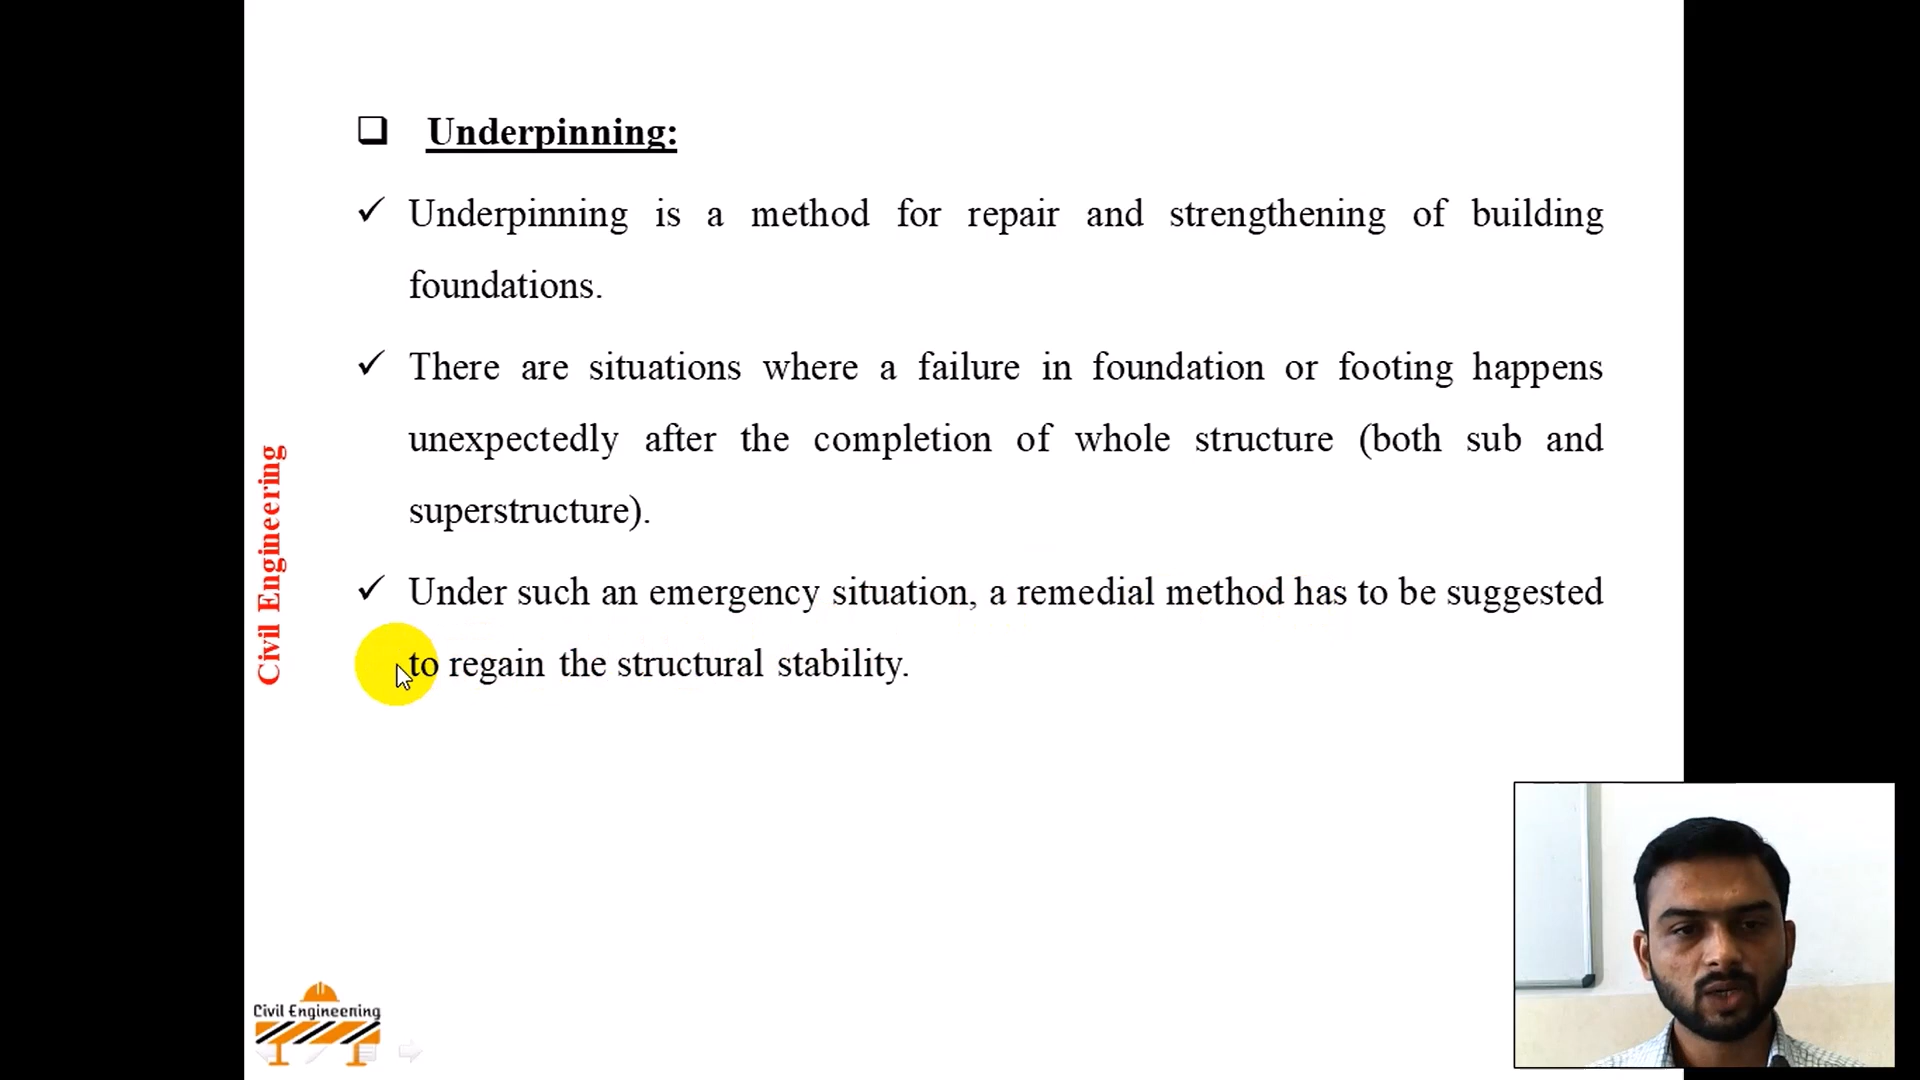 Underpinning:
Underpinning is a method for repair and strengthening of building
foundations.
There are situations where a failure in foundation or footing happens
unexpectedly after the completion of whole structure (both sub and
superstructure).
Under such an emergency situation, a remedial method has to be suggested
to regain the structural stability.
Civil Engineering
Civil Engineering